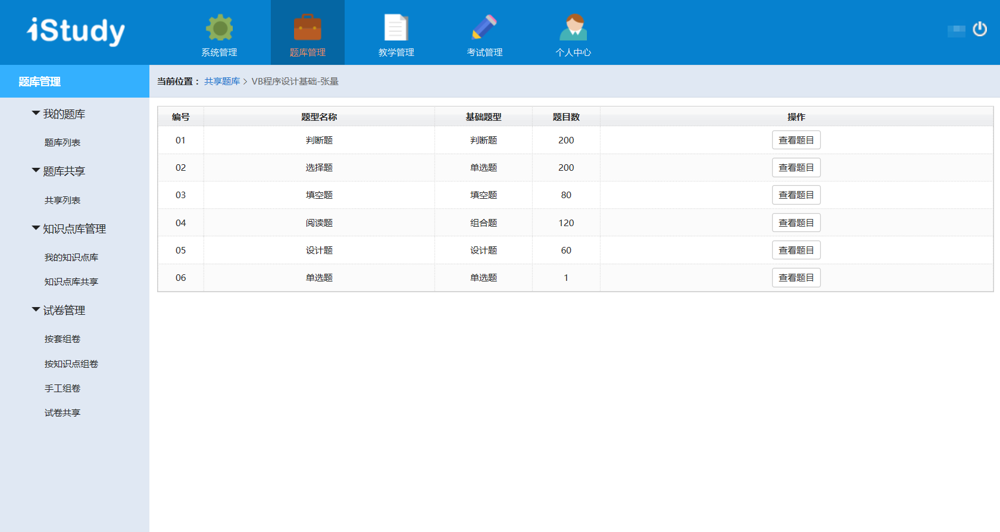 iStudy
系统管理 题库管理 教学管理 考试管理 个人中心
题库管理
当前位置： 共享题库 > VB程序设计基础-张量
我的题库
题库列表
题库共享
共享列表
知识点库管理
我的知识点库
知识点库共享
试卷管理
按套组卷
按知识点组卷
手工组卷
试卷共享
编号 题型名称 基础题型 题目数 操作
01 判断题 判断题 200 查看题目
02 选择题 单选题 200 查看题目
03 填空题 填空题 80 查看题目
04 阅读题 组合题 120 查看题目
05 设计题 设计题 60 查看题目
06 单选题 单选题 1 查看题目